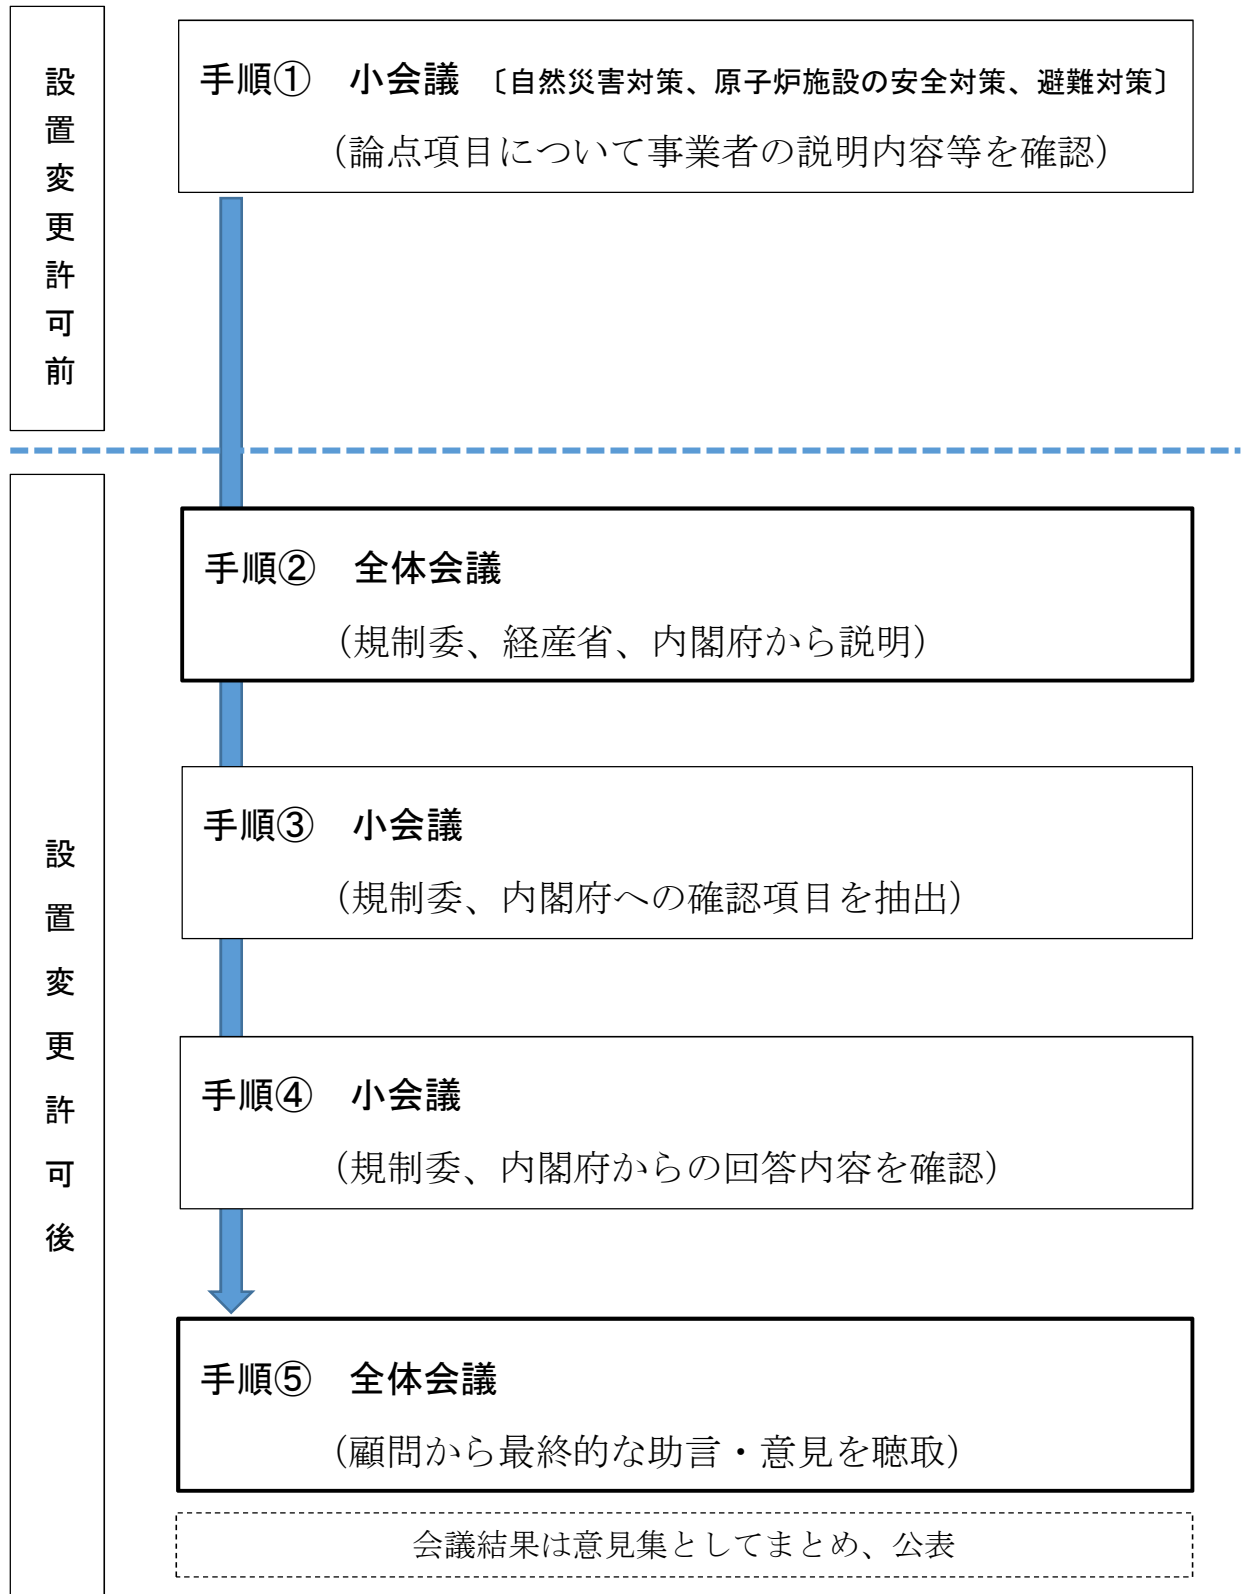 設置変更許可前
手順①　小会議　〔自然災害対策、原子炉施設の安全対策、避難対策〕
（論点項目について事業者の説明内容等を確認）
設置変更許可後
手順②　全体会議
（規制委、経産省、内閣府から説明）
手順③　小会議
（規制委、内閣府への確認項目を抽出）
手順④　小会議
（規制委、内閣府からの回答内容を確認）
手順⑤　全体会議
（顧問から最終的な助言・意見を聴取）
会議結果は意見集としてまとめ、公表